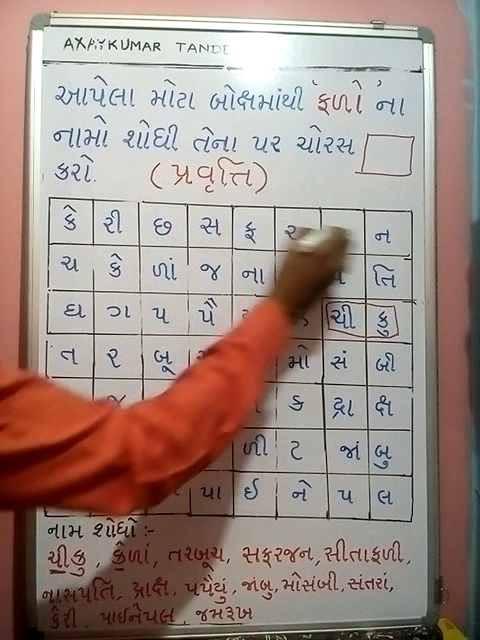 AXAYKUMAR TANDE
આપેલા મોટા બોક્ષમાંથી 'ફળો' ના
નામો શોધી તેના પર ચોરસ
કરો. (પ્રવૃત્તિ)
કે રી છ સ ફ ન
ચ કે ળાં જ ના તિ
ઘ ગ પ પૈ ચી કુ
ત ર બૂ મો સં બી
ક દ્રા ક્ષ
ળી ટ જાં બુ
પા ઈ ને પ લ
નામ શોધો :-
ચીકુ, કેળાં, તરબૂચ, સફરજન, સીતાફળી,
નાસપતિ, દ્રાક્ષ, પપૈયું, જાંબુ, મોસંબી, સંતરાં,
કેરી, પાઈનેપલ, જમરૂખ